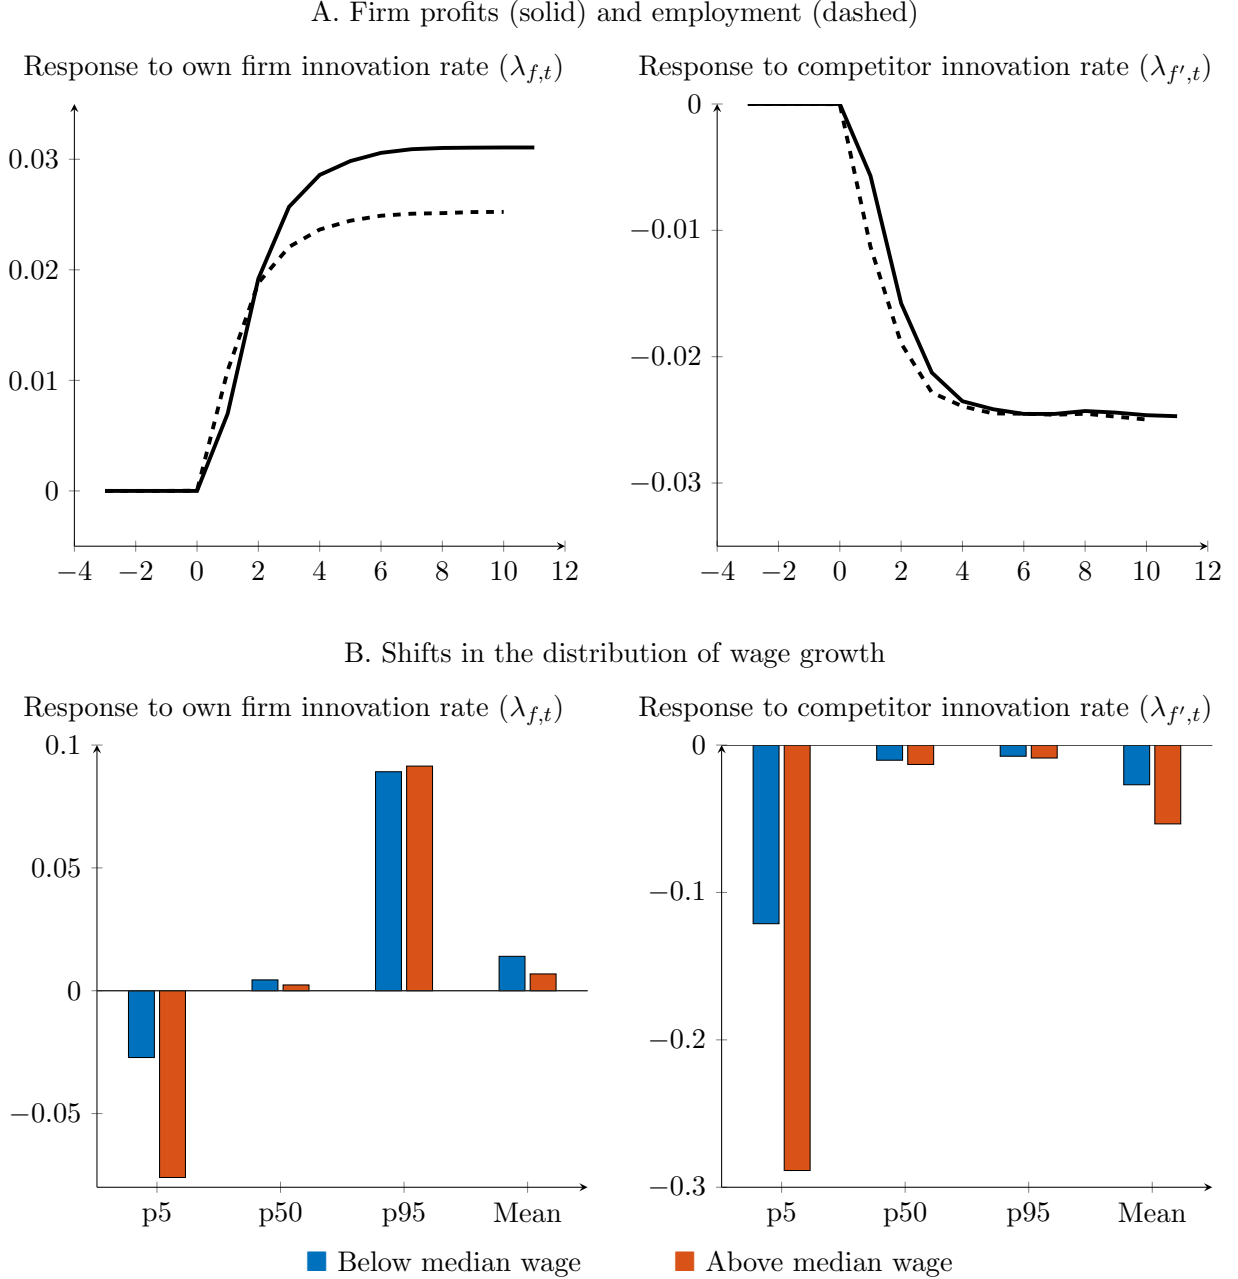 A. Firm profits (solid) and employment (dashed)
Response to own firm innovation rate (λf,t)
Response to competitor innovation rate (λf′,t)
0.03
0.02
0.01
0
−4 −2 0 2 4 6 8 10 12
0
−0.01
−0.02
−0.03
−4 −2 0 2 4 6 8 10 12
B. Shifts in the distribution of wage growth
Response to own firm innovation rate (λf,t)
Response to competitor innovation rate (λf′,t)
0.1
0.05
0
−0.05
p5 p50 p95 Mean
0
−0.1
−0.2
−0.3
p5 p50 p95 Mean
Below median wage
Above median wage